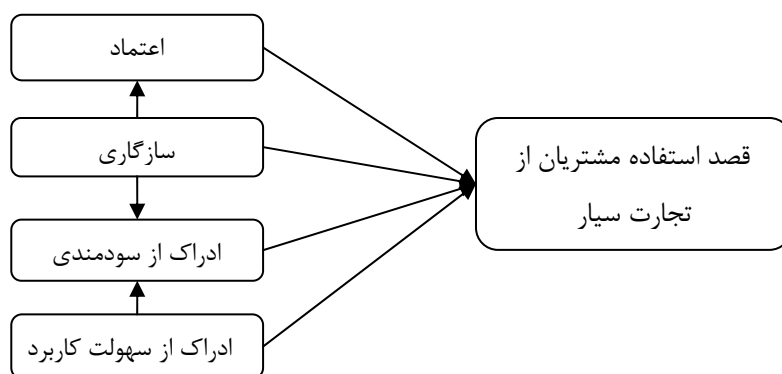 اعتماد
سازگاری
ادراک از سودمندی
ادراک از سهولت کاربرد
قصد استفاده مشتریان از
تجارت سیار